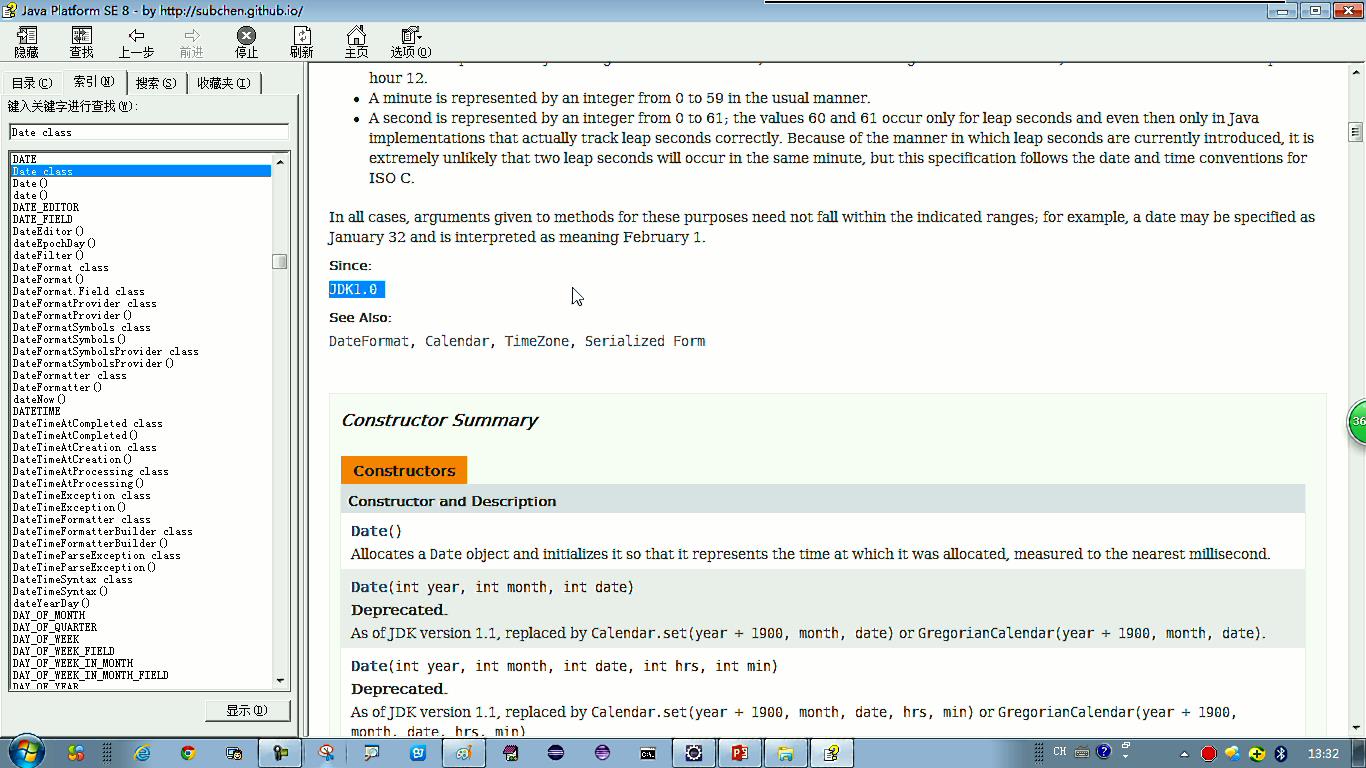 Java Platform SE 8 - by http://subchen.github.io/
隐藏 查找 上一步 前进 停止 刷新 主页 选项(O)
目录(C) 索引(N) 搜索(S) 收藏夹(I)
键入关键字进行查找(W):
Date class
DATE
Date class
Date()
date()
DATE_EDITOR
DATE_FIELD
DateEditor()
dateEpochDay()
dateFilter()
DateFormat class
DateFormat()
DateFormat.Field class
DateFormatProvider class
DateFormatProvider()
DateFormatSymbols class
DateFormatSymbols()
DateFormatSymbolsProvider class
DateFormatSymbolsProvider()
DateFormatter class
DateFormatter()
dateNow()
DATETIME
DateTimeAtCompleted class
DateTimeAtCompleted()
DateTimeAtCreation class
DateTimeAtCreation()
DateTimeAtProcessing class
DateTimeAtProcessing()
DateTimeException class
DateTimeException()
DateTimeFormatter class
DateTimeFormatterBuilder class
DateTimeFormatterBuilder()
DateTimeParseException class
DateTimeParseException()
DateTimeSyntax class
DateTimeSyntax()
dateYearDay()
DAY_OF_MONTH
DAY_OF_QUARTER
DAY_OF_WEEK
DAY_OF_WEEK_FIELD
DAY_OF_WEEK_IN_MONTH
DAY_OF_WEEK_IN_MONTH_FIELD
DAY_OF_YEAR
显示(D)
hour 12.
• A minute is represented by an integer from 0 to 59 in the usual manner.
• A second is represented by an integer from 0 to 61; the values 60 and 61 occur only for leap seconds and even then only in Java
implementations that actually track leap seconds correctly. Because of the manner in which leap seconds are currently introduced, it is
extremely unlikely that two leap seconds will occur in the same minute, but this specification follows the date and time conventions for
ISO C.
In all cases, arguments given to methods for these purposes need not fall within the indicated ranges; for example, a date may be specified as
January 32 and is interpreted as meaning February 1.
Since:
JDK1.0
See Also:
DateFormat, Calendar, TimeZone, Serialized Form
Constructor Summary
Constructors
Constructor and Description
Date()
Allocates a Date object and initializes it so that it represents the time at which it was allocated, measured to the nearest millisecond.
Date(int year, int month, int date)
Deprecated.
As of JDK version 1.1, replaced by Calendar.set(year + 1900, month, date) or GregorianCalendar(year + 1900, month, date).
Date(int year, int month, int date, int hrs, int min)
Deprecated.
As of JDK version 1.1, replaced by Calendar.set(year + 1900, month, date, hrs, min) or GregorianCalendar(year + 1900,
month, date, hrs, min)
36
CH
13:32